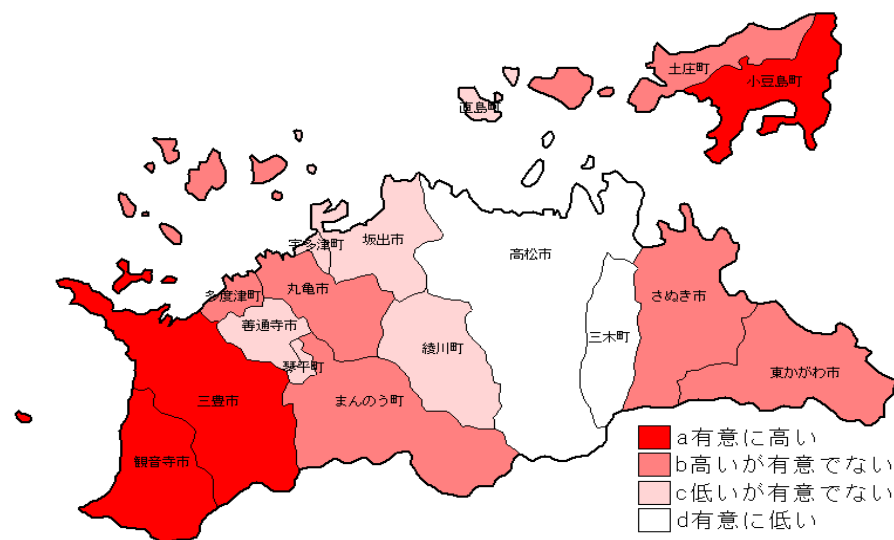 土庄町
小豆島町
直島町
宇多津町
坂出市
高松市
多度津町
丸亀市
さぬき市
善通寺市
綾川町
三木町
琴平町
東かがわ市
三豊市
まんのう町
観音寺市
a有意に高い
b高いが有意でない
c低いが有意でない
d有意に低い